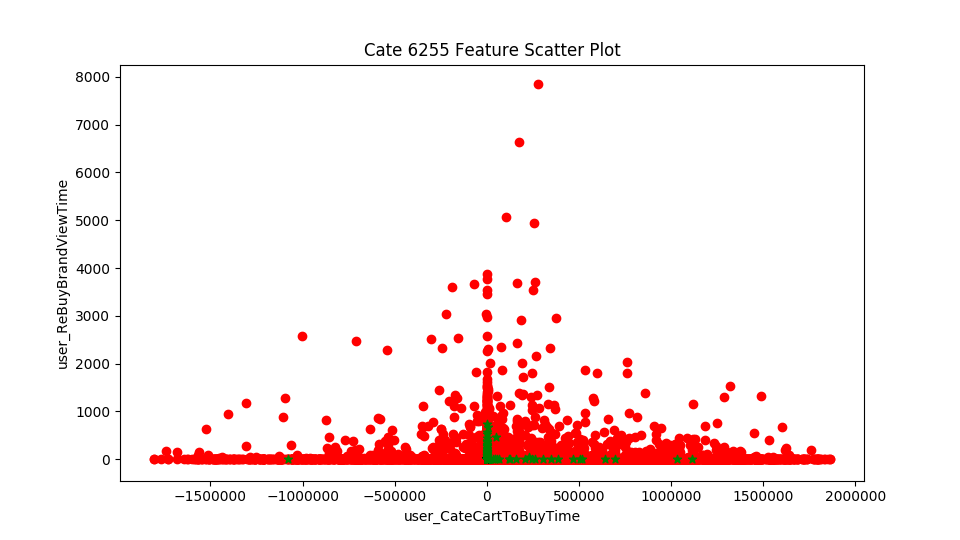 Cate 6255 Feature Scatter Plot
8000
7000
6000
5000
4000
3000
2000
1000
0
user_ReBuyBrandViewTime
−1500000 −1000000 −500000 0 500000 1000000 1500000 2000000
user_CateCartToBuyTime